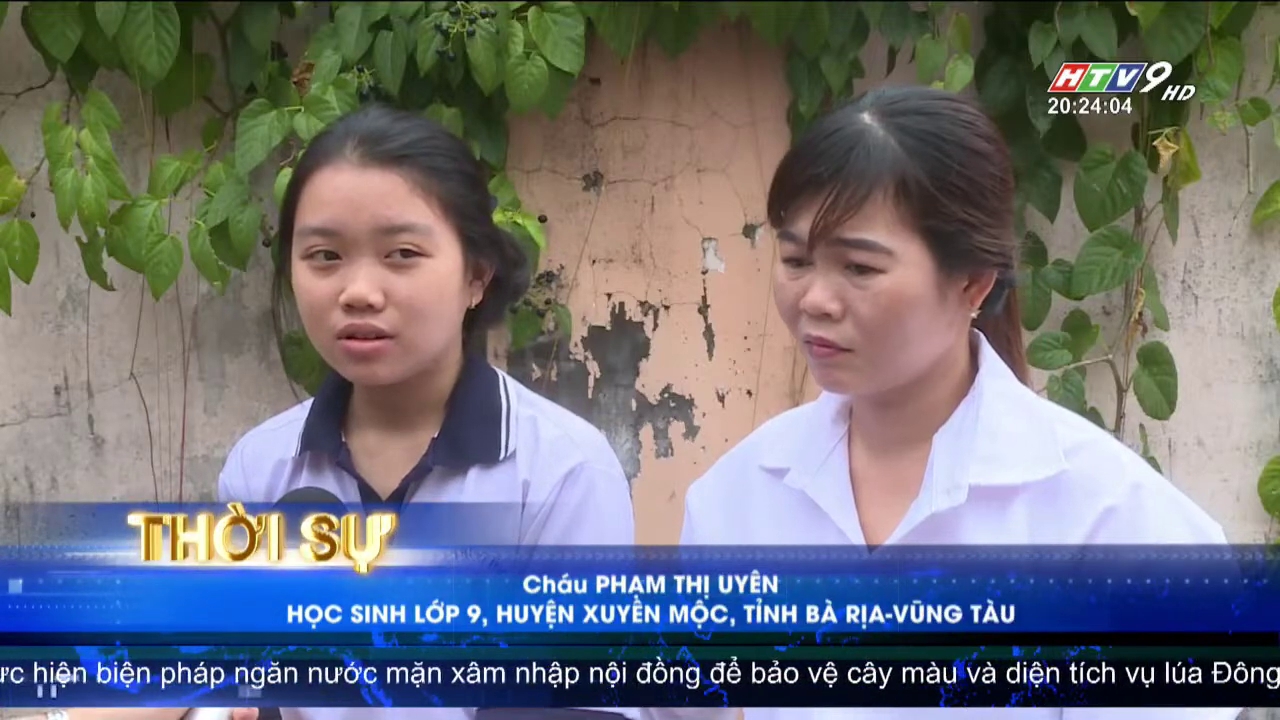 HTV9 HD
20:24:04
THỜI SỰ
Cháu PHẠM THỊ UYÊN
HỌC SINH LỚP 9, HUYỆN XUYÊN MỘC, TỈNH BÀ RỊA-VŨNG TÀU
hiện biện pháp ngăn nước mặn xâm nhập nội đồng để bảo vệ cây màu và diện tích vụ lúa Đông